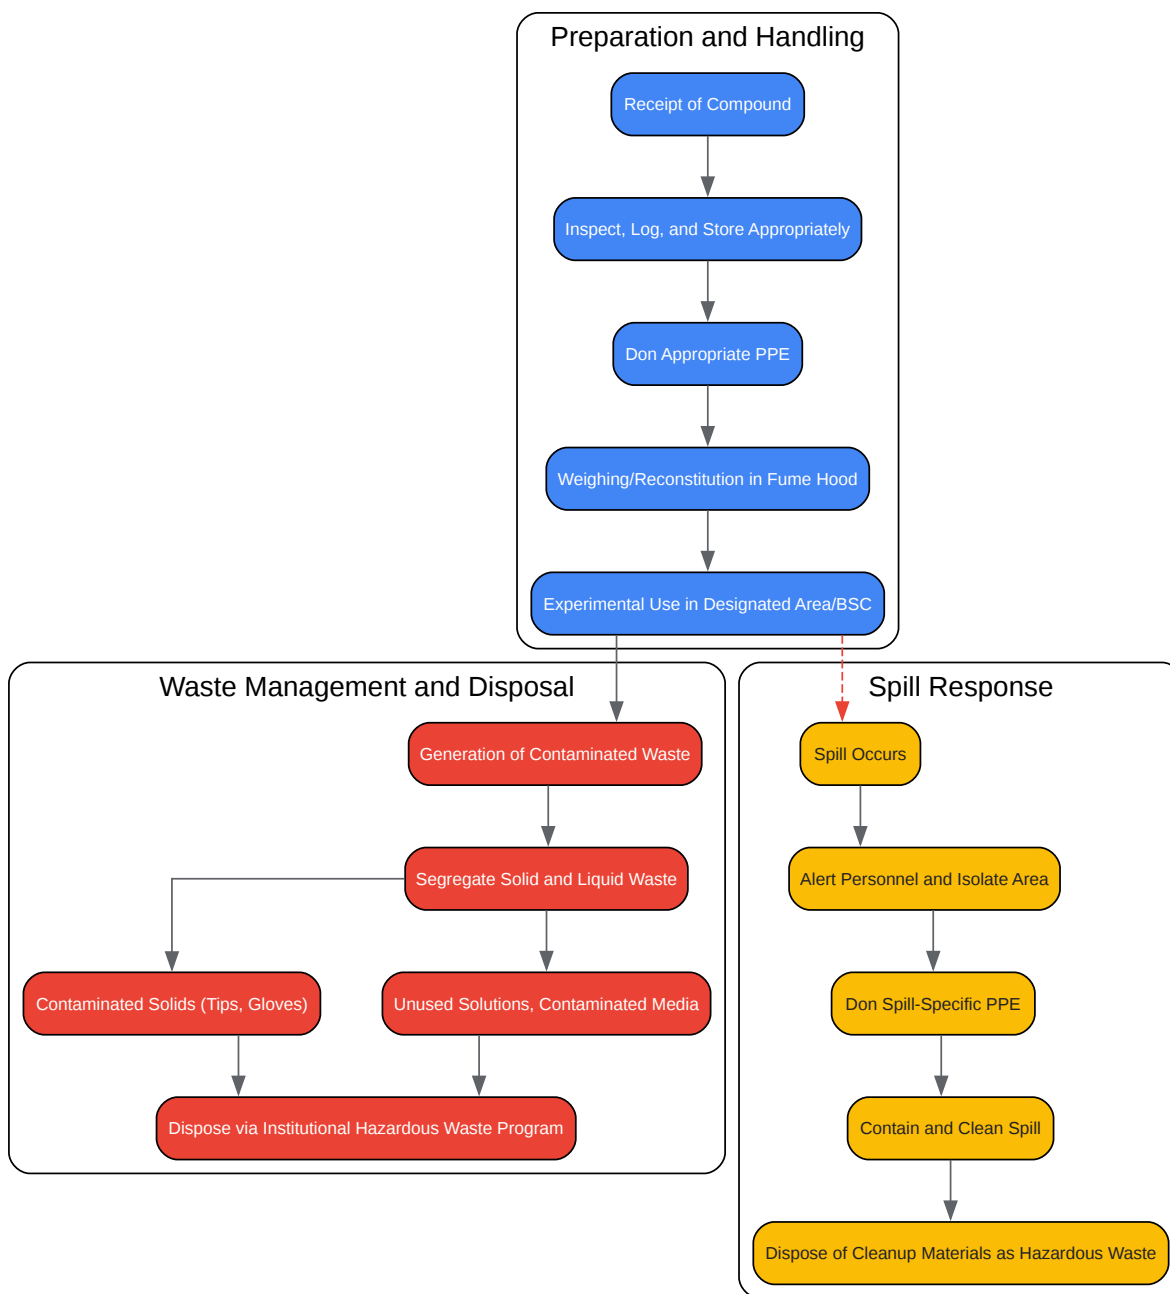 Preparation and Handling
Receipt of Compound
Inspect, Log, and Store Appropriately
Don Appropriate PPE
Weighing/Reconstitution in Fume Hood
Experimental Use in Designated Area/BSC
Waste Management and Disposal
Generation of Contaminated Waste
Segregate Solid and Liquid Waste
Contaminated Solids (Tips, Gloves)
Unused Solutions, Contaminated Media
Dispose via Institutional Hazardous Waste Program
Spill Response
Spill Occurs
Alert Personnel and Isolate Area
Don Spill-Specific PPE
Contain and Clean Spill
Dispose of Cleanup Materials as Hazardous Waste